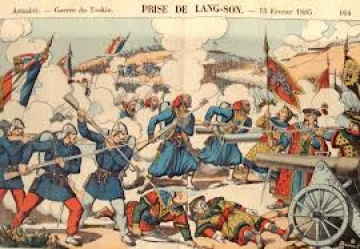 Actualité. — Guerre du Tonkin. PRISE DE LANG-SON. — 13 Février 1885 104